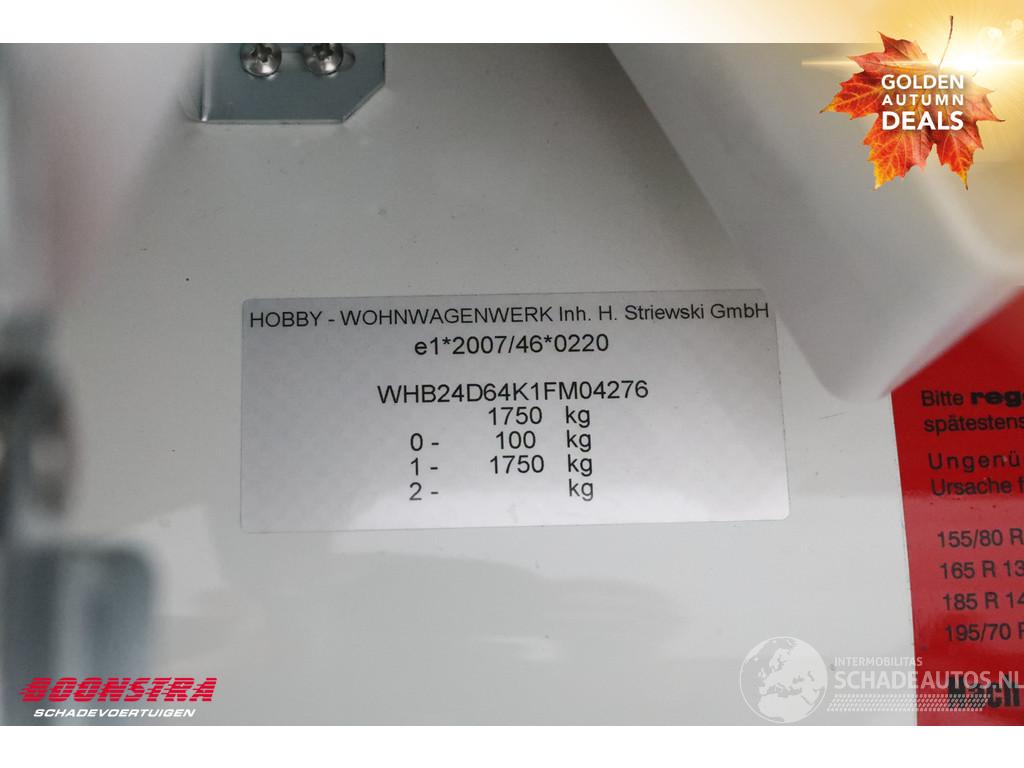 GOLDEN
AUTUMN
DEALS
HOBBY - WOHNWAGENWERK Inh. H. Striewski GmbH
e1*2007/46*0220
WHB24D64K1FM04276
1750 kg
0 - 100 kg
1 - 1750 kg
2 - kg
Bitte
spätestens
Ursache
155/80 R
165 R 13
185 R 14
195/70 R
BOONSTRA
SCHADEVOERTUIGEN
INTERMOBILITAS
SCHADEAUTOS.NL